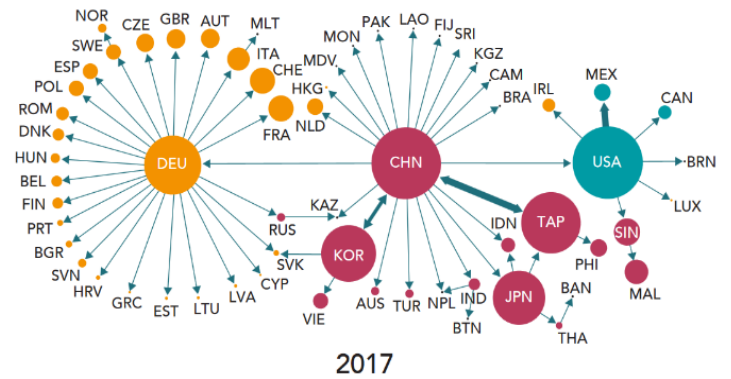 NOR
CZE
GBR
AUT
MLT
SWE
ITA
ESP
CHE
POL
ROM
FRA
DNK
HUN
DEU
BEL
FIN
PRT
BGR
SVN
HRV
GRC
EST
LTU
LVA
CYP
SVK
RUS
KAZ
MON
PAK
LAO
FIJ
SRI
MDV
KGZ
HKG
CAM
NLD
BRA
CHN
KOR
VIE
AUS
TUR
NPL
IND
BTN
IDN
TAP
PHI
JPN
BAN
THA
IRL
MEX
CAN
USA
BRN
LUX
SIN
MAL
2017